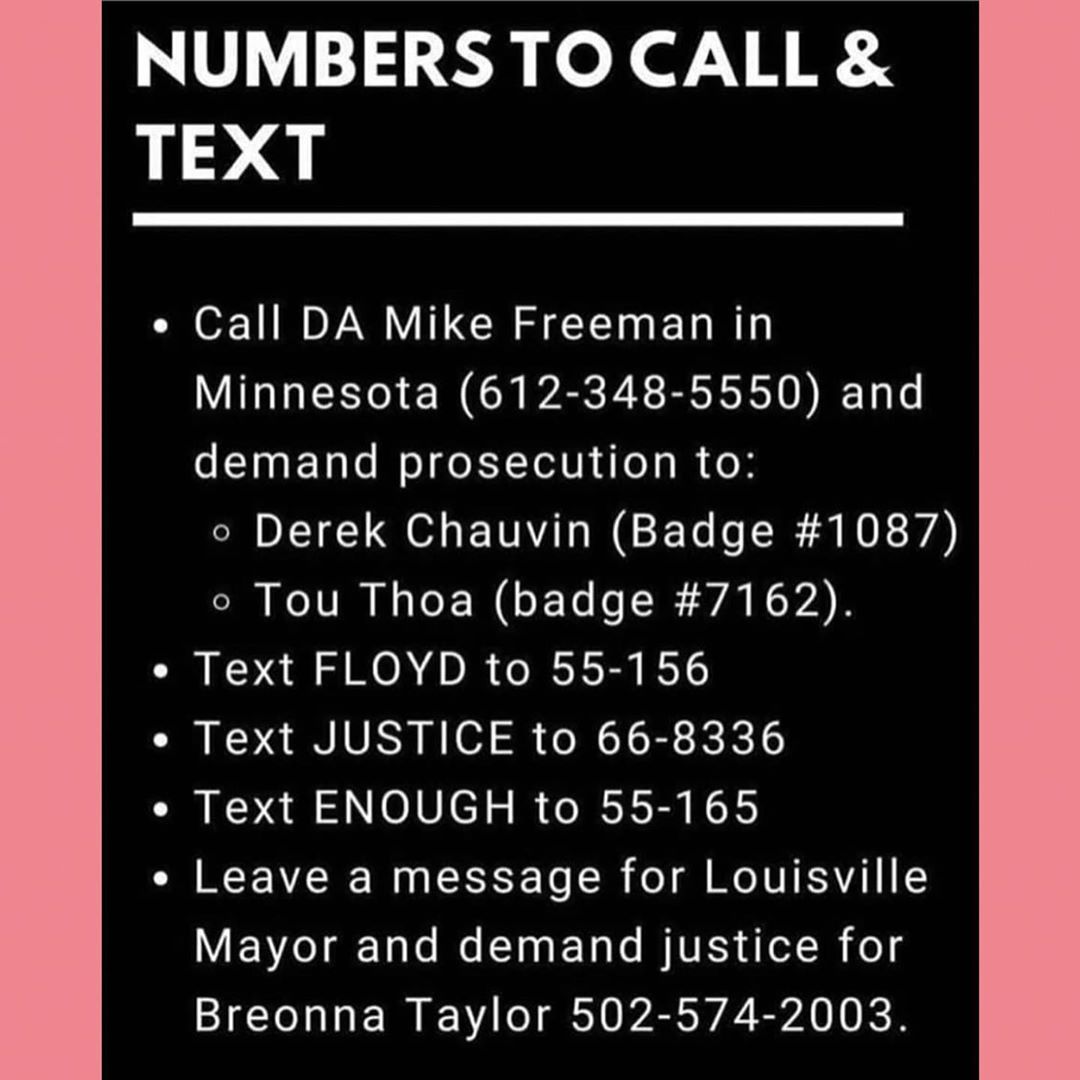 NUMBERS TO CALL &
TEXT
• Call DA Mike Freeman in
Minnesota (612-348-5550) and
demand prosecution to:
◦ Derek Chauvin (Badge #1087)
◦ Tou Thoa (badge #7162).
• Text FLOYD to 55-156
• Text JUSTICE to 66-8336
• Text ENOUGH to 55-165
• Leave a message for Louisville
Mayor and demand justice for
Breonna Taylor 502-574-2003.